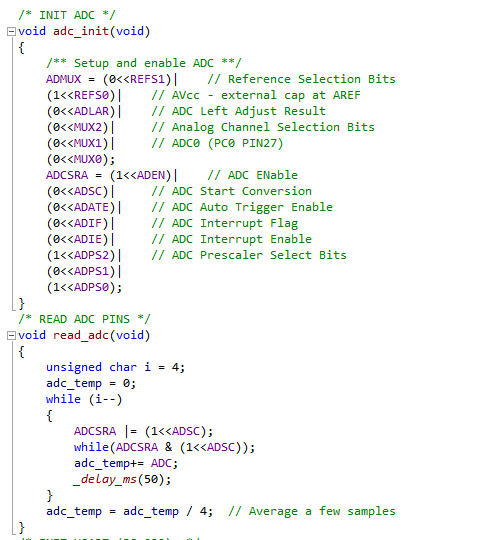 /* INIT ADC */
void adc_init(void)
{
/** Setup and enable ADC **/
ADMUX = (0<<REFS1)| // Reference Selection Bits
(1<<REFS0)| // AVcc - external cap at AREF
(0<<ADLAR)| // ADC Left Adjust Result
(0<<MUX2)| // Analog Channel Selection Bits
(0<<MUX1)| // ADC0 (PC0 PIN27)
(0<<MUX0);
ADCSRA = (1<<ADEN)| // ADC ENable
(0<<ADSC)| // ADC Start Conversion
(0<<ADATE)| // ADC Auto Trigger Enable
(0<<ADIF)| // ADC Interrupt Flag
(0<<ADIE)| // ADC Interrupt Enable
(1<<ADPS2)| // ADC Prescaler Select Bits
(0<<ADPS1)|
(1<<ADPS0);
}
/* READ ADC PINS */
void read_adc(void)
{
unsigned char i = 4;
adc_temp = 0;
while (i--)
{
ADCSRA |= (1<<ADSC);
while(ADCSRA & (1<<ADSC));
adc_temp+= ADC;
_delay_ms(50);
}
adc_temp = adc_temp / 4; // Average a few samples
}